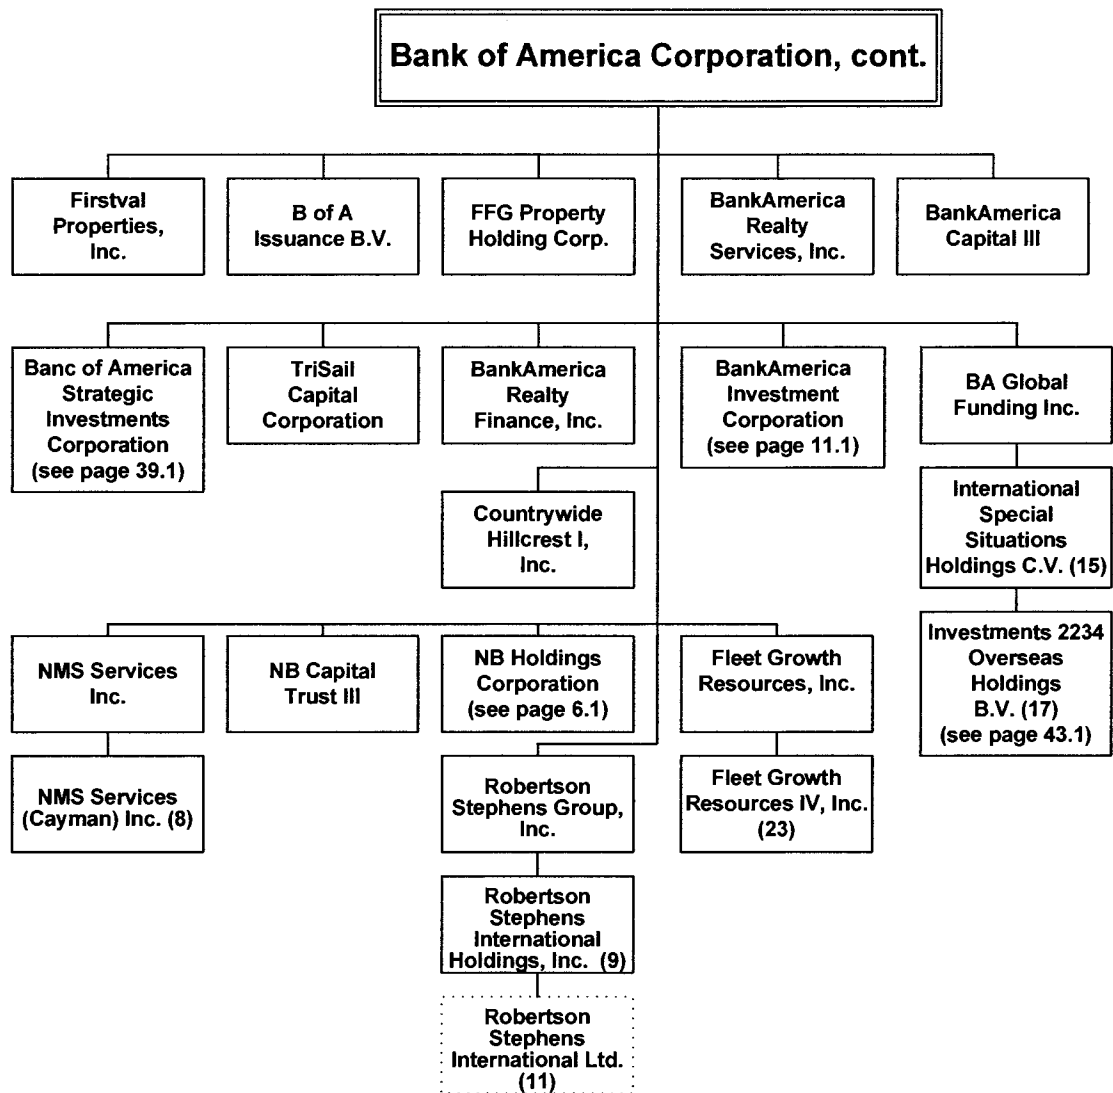 Bank of America Corporation, cont.
Firstval
Properties,
Inc.
B of A
Issuance B.V.
FFG Property
Holding Corp.
BankAmerica
Realty
Services, Inc.
BankAmerica
Capital III
Banc of America
Strategic
Investments
Corporation
(see page 39.1)
TriSail
Capital
Corporation
BankAmerica
Realty
Finance, Inc.
BankAmerica
Investment
Corporation
(see page 11.1)
BA Global
Funding Inc.
Countrywide
Hillcrest I,
Inc.
International
Special
Situations
Holdings C.V. (15)
NMS Services
Inc.
NB Capital
Trust III
NB Holdings
Corporation
(see page 6.1)
Fleet Growth
Resources, Inc.
Investments 2234
Overseas
Holdings
B.V. (17)
(see page 43.1)
NMS Services
(Cayman) Inc. (8)
Robertson
Stephens Group,
Inc.
Fleet Growth
Resources IV, Inc.
(23)
Robertson
Stephens
International
Holdings, Inc. (9)
Robertson
Stephens
International Ltd.
(11)